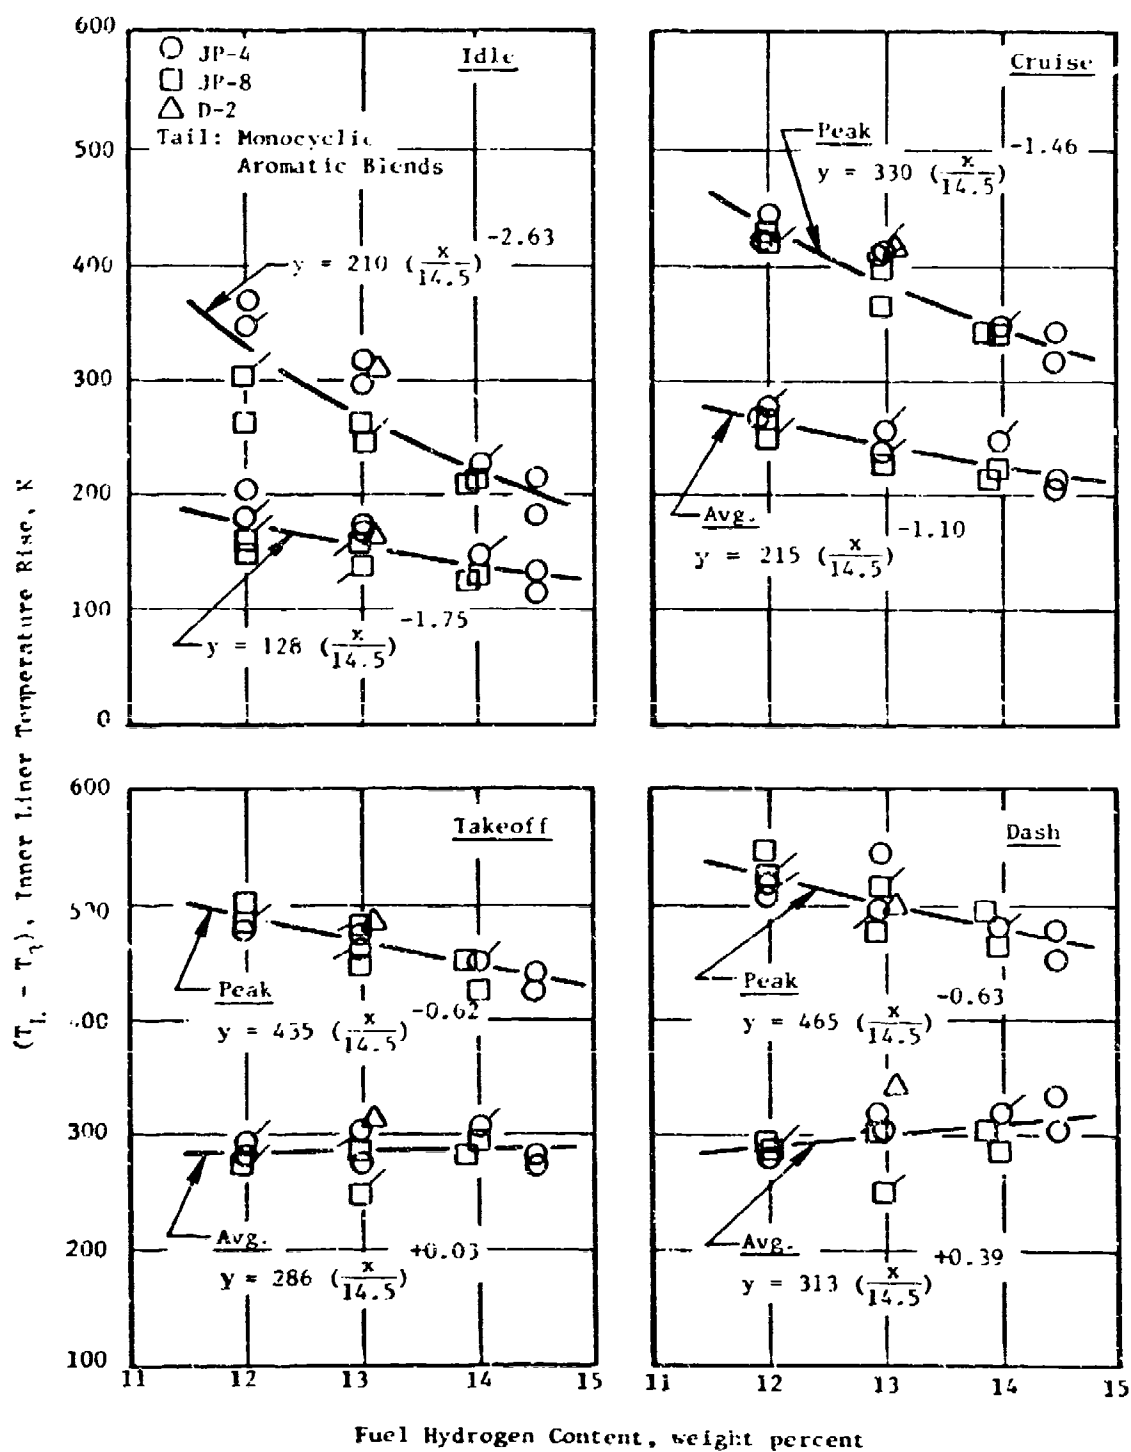 600
500
400
300
200
100
0
○ JP-4
□ JP-8
△ D-2
Tail: Monocyclic
Aromatic Blends
Idle
y = 210 (x/14.5)^-2.63
y = 128 (x/14.5)^-1.75
Cruise
Peak
y = 330 (x/14.5)^-1.46
Avg.
y = 215 (x/14.5)^-1.10
Inner Liner Temperature Rise, K
600
300
200
100
Takeoff
Peak
y = 435 (x/14.5)^-0.62
Avg.
y = 286 (x/14.5)^+0.03
11 12 13 14 15
Dash
Peak
y = 465 (x/14.5)^-0.63
Avg.
y = 313 (x/14.5)^+0.39
11 12 13 14 15
Fuel Hydrogen Content, weight percent